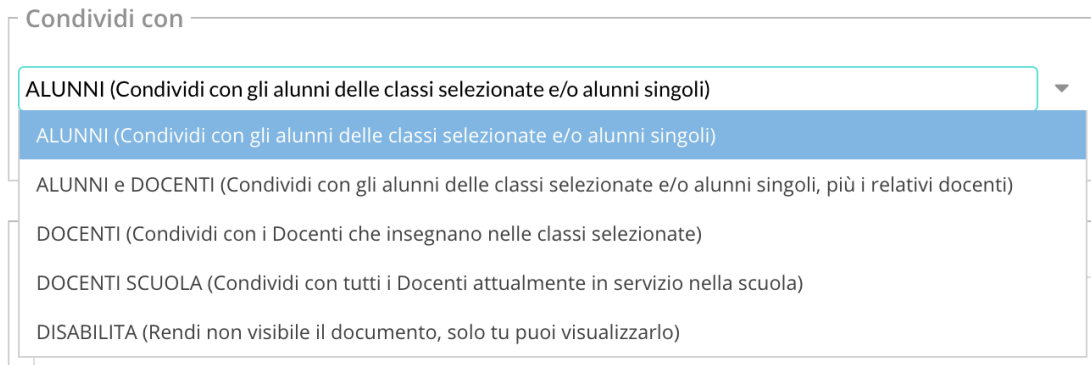 Condividi con
ALUNNI (Condividi con gli alunni delle classi selezionate e/o alunni singoli)
ALUNNI (Condividi con gli alunni delle classi selezionate e/o alunni singoli)
ALUNNI e DOCENTI (Condividi con gli alunni delle classi selezionate e/o alunni singoli, più i relativi docenti)
DOCENTI (Condividi con i Docenti che insegnano nelle classi selezionate)
DOCENTI SCUOLA (Condividi con tutti i Docenti attualmente in servizio nella scuola)
DISABILITA (Rendi non visibile il documento, solo tu puoi visualizzarlo)